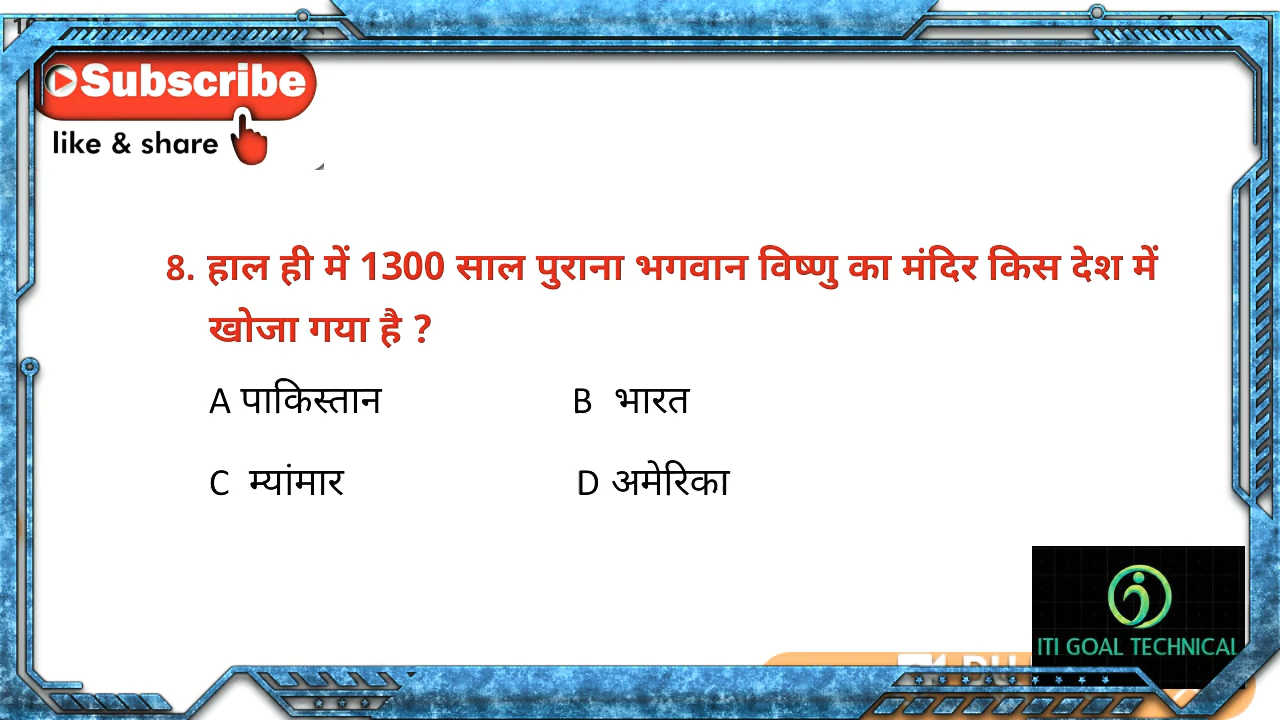 Subscribe
like & share
8. हाल ही में 1300 साल पुराना भगवान विष्णु का मंदिर किस देश में
खोजा गया है ?
A पाकिस्तान B भारत
C म्यांमार D अमेरिका
ITI GOAL TECHNICAL